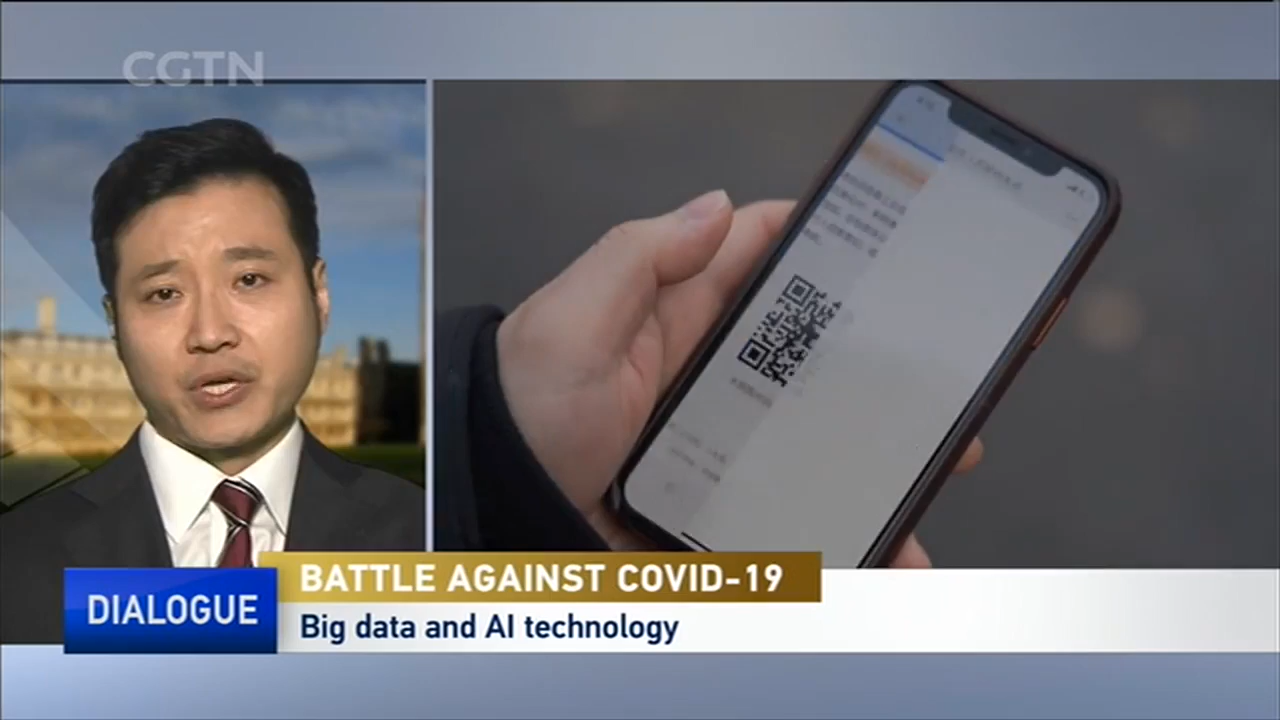 CGTN
BATTLE AGAINST COVID-19
DIALOGUE
Big data and AI technology